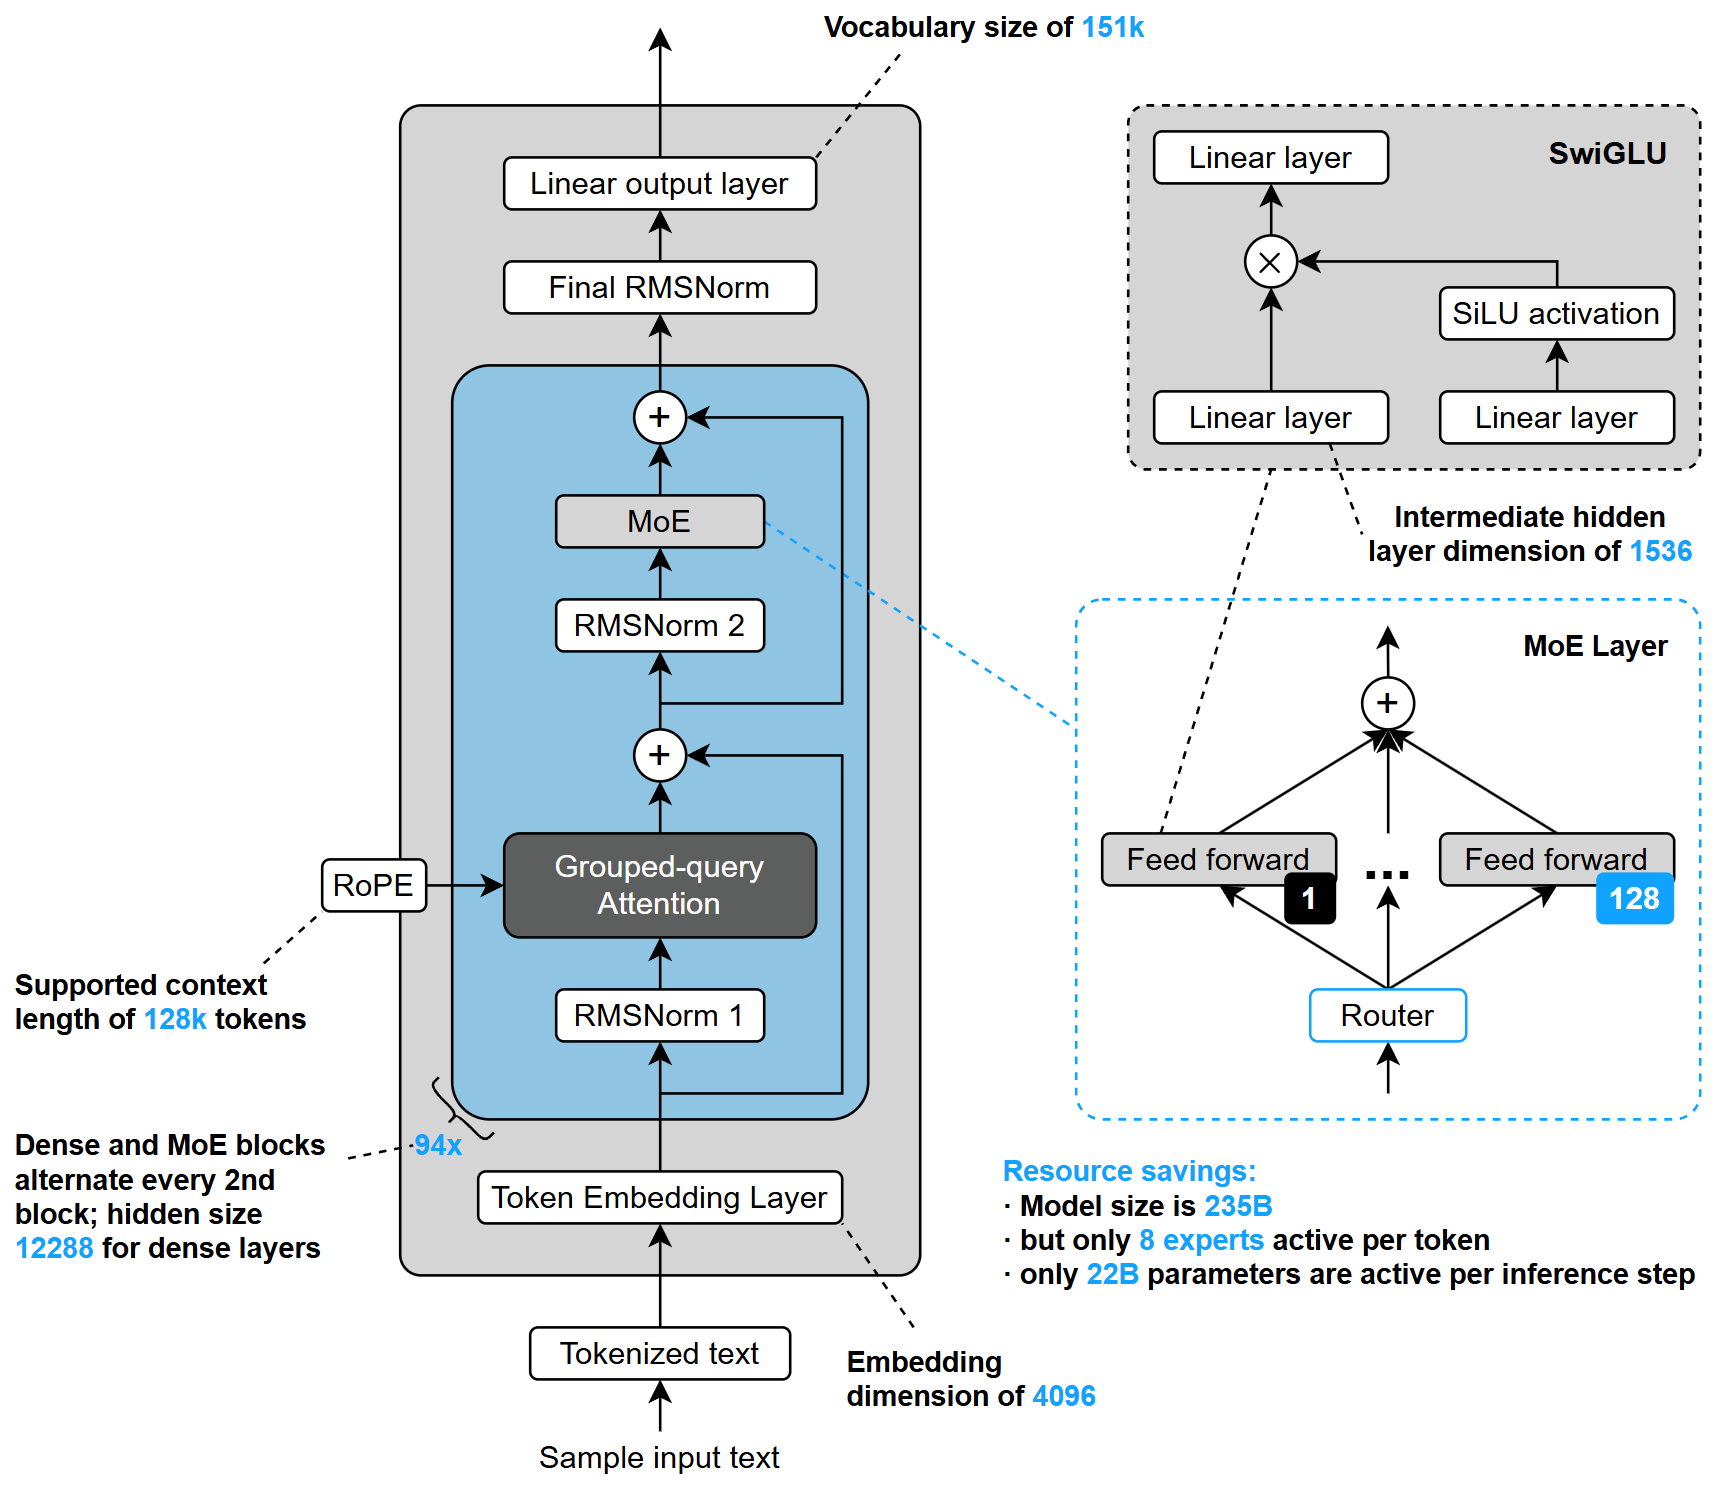 Vocabulary size of 151k
Linear output layer
Final RMSNorm
+
MoE
RMSNorm 2
+
Grouped-query
Attention
RoPE
RMSNorm 1
Supported context
length of 128k tokens
Dense and MoE blocks
alternate every 2nd
block; hidden size
12288 for dense layers
94x
Token Embedding Layer
Tokenized text
Sample input text
Embedding
dimension of 4096
SwiGLU
Linear layer
×
SiLU activation
Linear layer
Linear layer
Intermediate hidden
layer dimension of 1536
MoE Layer
+
Feed forward
1
...
Feed forward
128
Router
Resource savings:
· Model size is 235B
· but only 8 experts active per token
· only 22B parameters are active per inference step